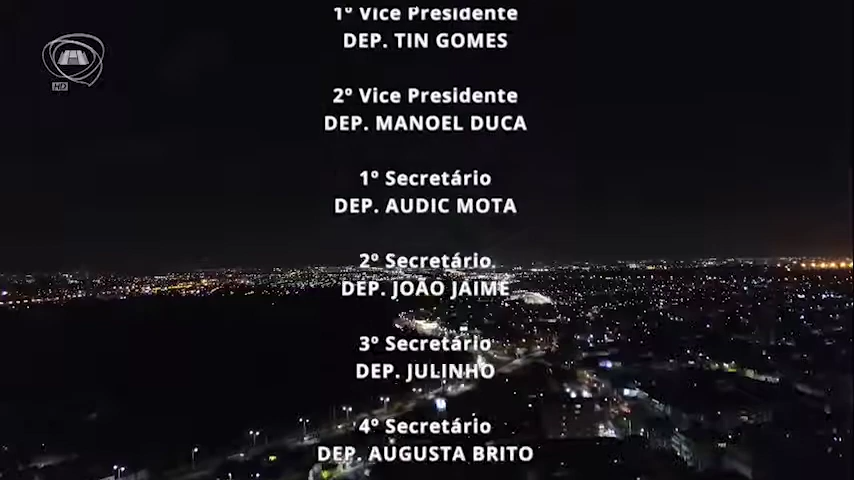 1º Vice Presidente
DEP. TIN GOMES
2º Vice Presidente
DEP. MANOEL DUCA
1º Secretário
DEP. AUDIC MOTA
2º Secretário
DEP. JOÃO JAIME
3º Secretário
DEP. JULINHO
4º Secretário
DEP. AUGUSTA BRITO
HD